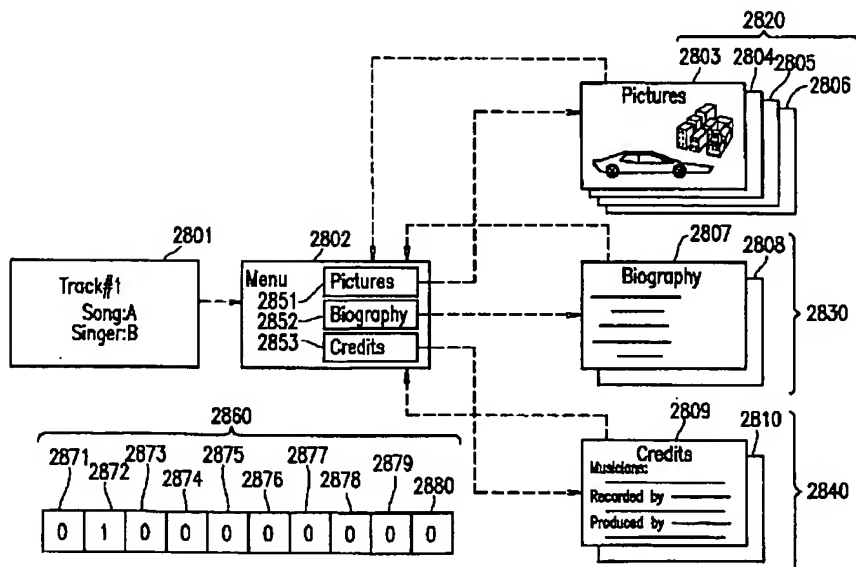 2820
2803
2804
2805
2806
Pictures
2801
Track#1
Song:A
Singer:B
2802
Menu
2851
Pictures
2852
Biography
2853
Credits
2807
2808
Biography
2830
2809
2810
Credits
Musicians:
Recorded by
Produced by
2840
2860
2871
2872
2873
2874
2875
2876
2877
2878
2879
2880
0 1 0 0 0 0 0 0 0 0